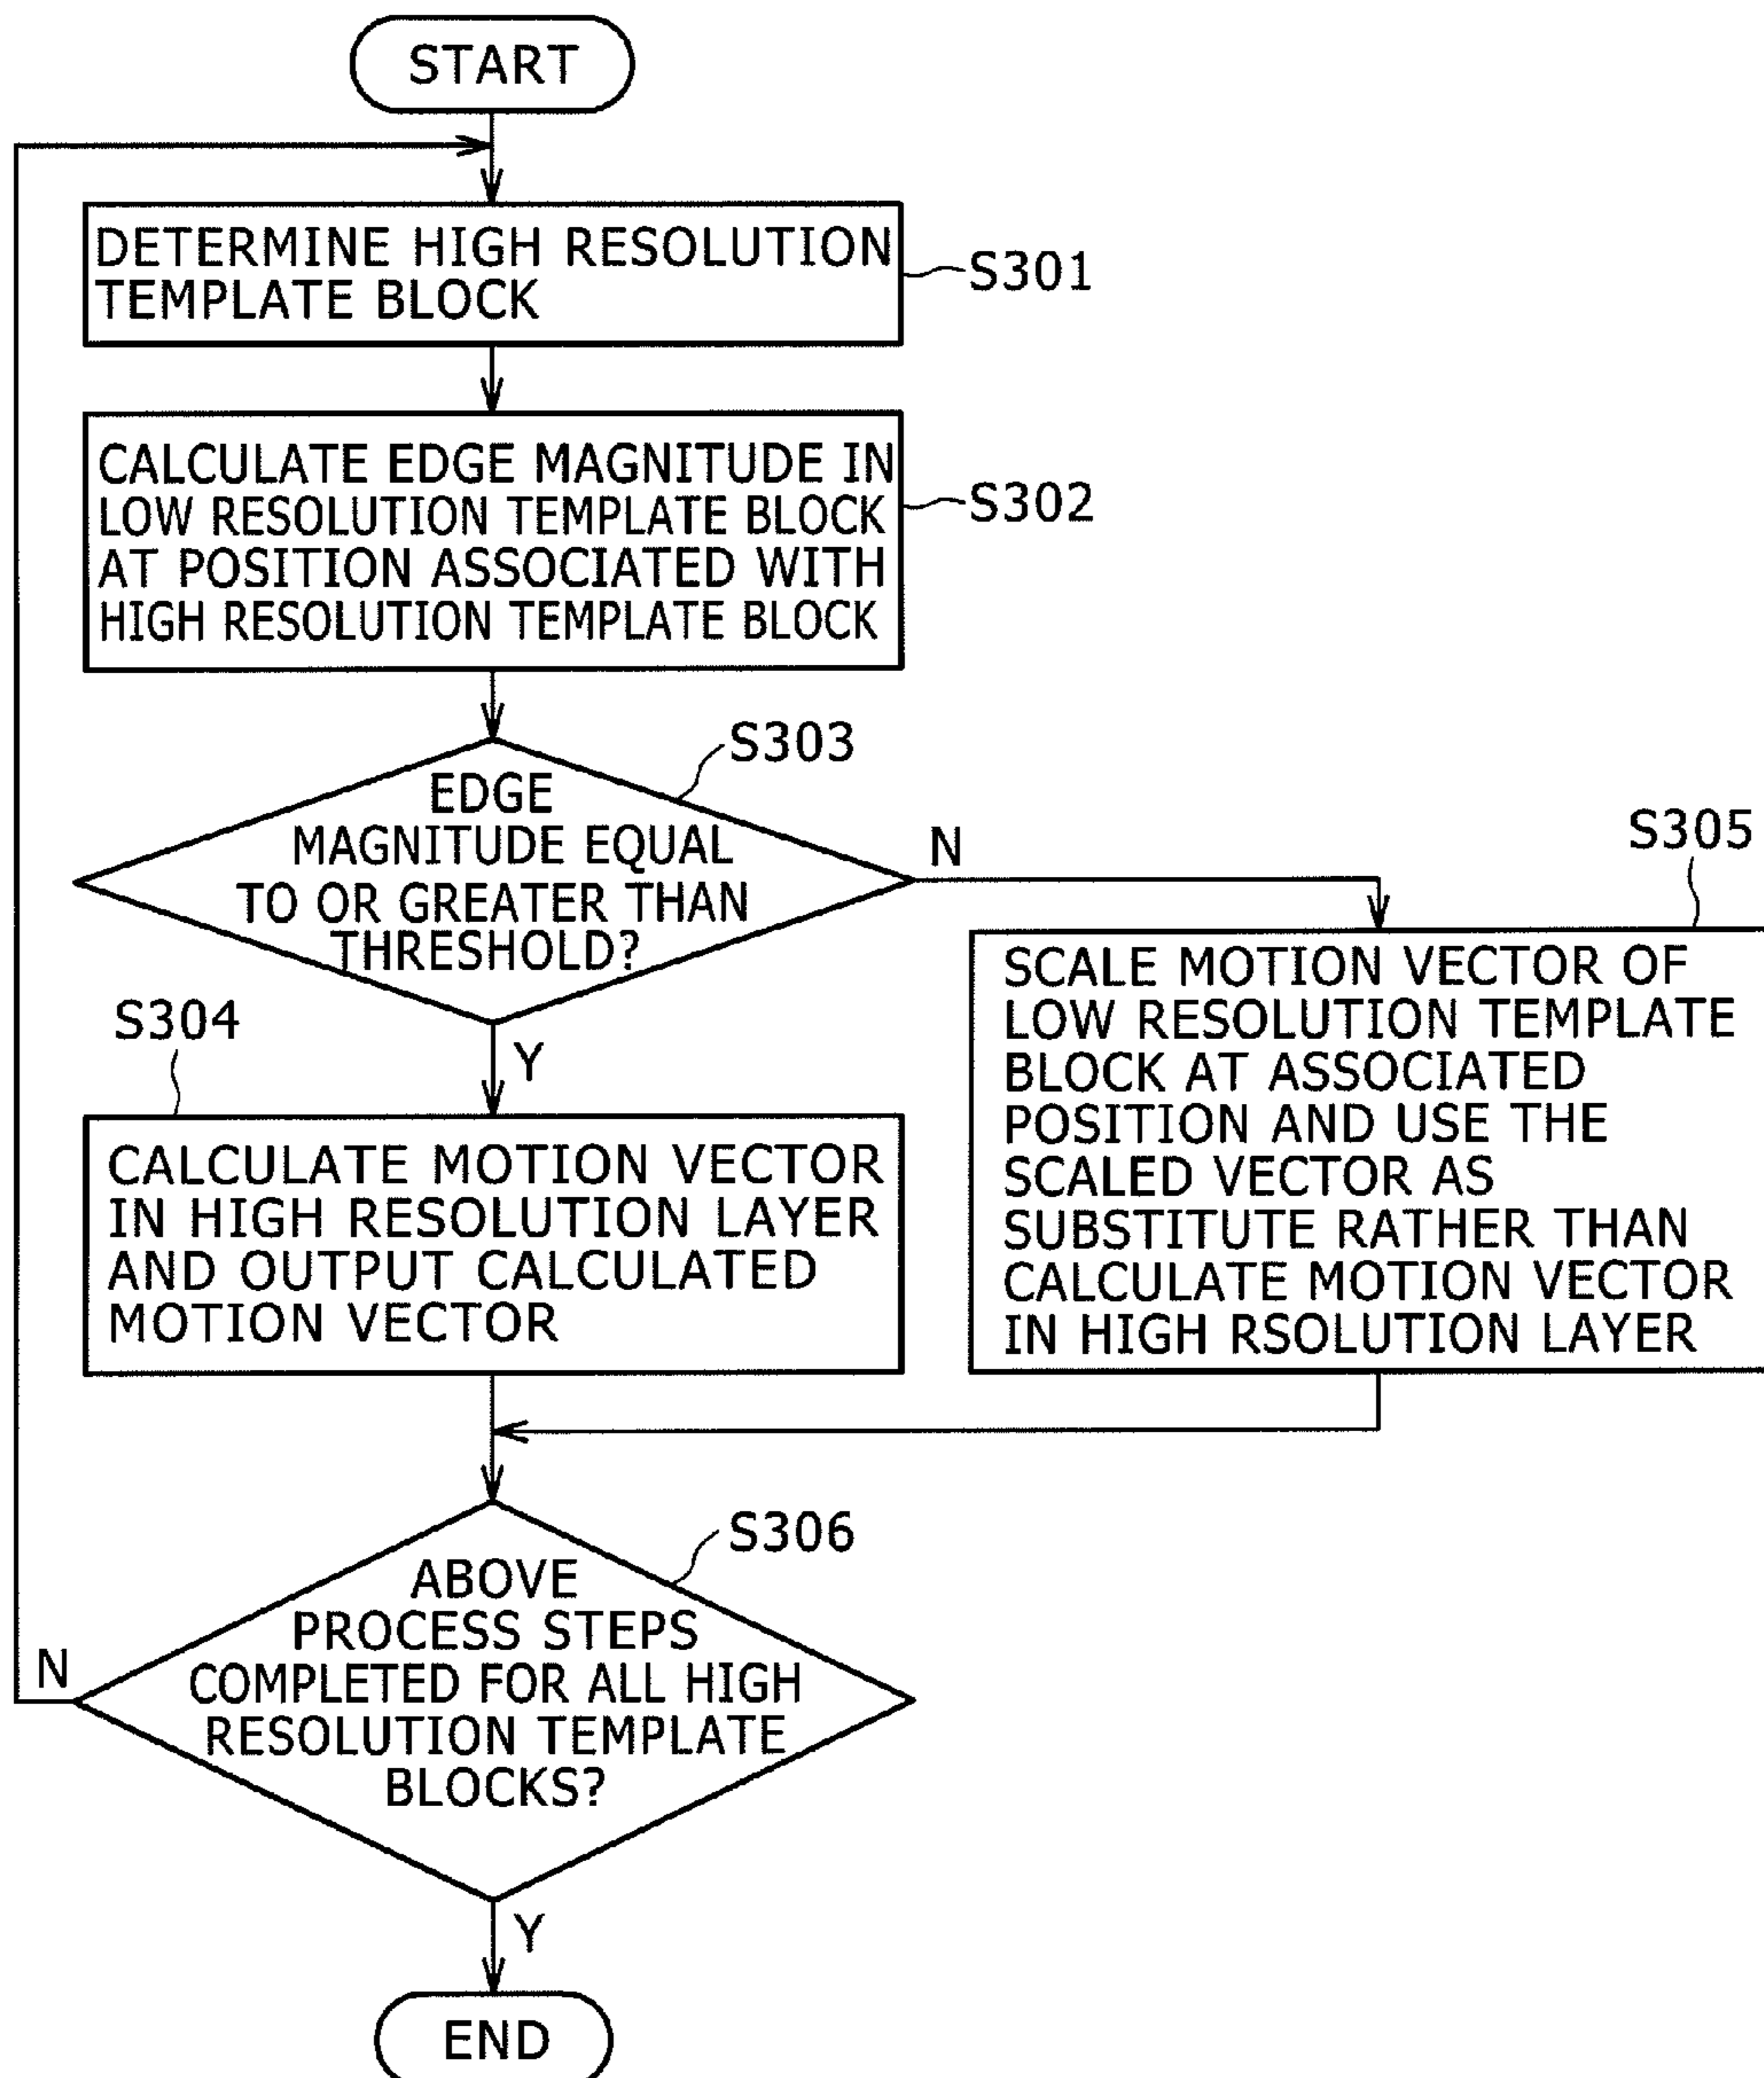 START
DETERMINE HIGH RESOLUTION
TEMPLATE BLOCK
S301
CALCULATE EDGE MAGNITUDE IN
LOW RESOLUTION TEMPLATE BLOCK
AT POSITION ASSOCIATED WITH
HIGH RESOLUTION TEMPLATE BLOCK
S302
S303
EDGE
MAGNITUDE EQUAL
TO OR GREATER THAN
THRESHOLD?
N
Y
S304
CALCULATE MOTION VECTOR
IN HIGH RESOLUTION LAYER
AND OUTPUT CALCULATED
MOTION VECTOR
S305
SCALE MOTION VECTOR OF
LOW RESOLUTION TEMPLATE
BLOCK AT ASSOCIATED
POSITION AND USE THE
SCALED VECTOR AS
SUBSTITUTE RATHER THAN
CALCULATE MOTION VECTOR
IN HIGH RSOLUTION LAYER
S306
ABOVE
PROCESS STEPS
COMPLETED FOR ALL HIGH
RESOLUTION TEMPLATE
BLOCKS?
N
Y
END